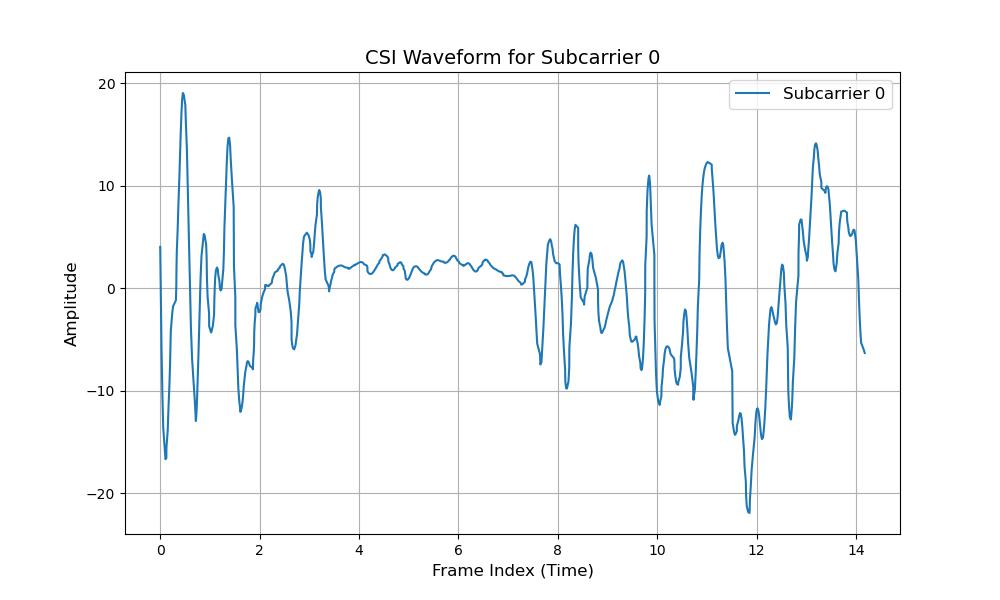 CSI Waveform for Subcarrier 0
Subcarrier 0
Amplitude
20
10
0
−10
−20
0 2 4 6 8 10 12 14
Frame Index (Time)